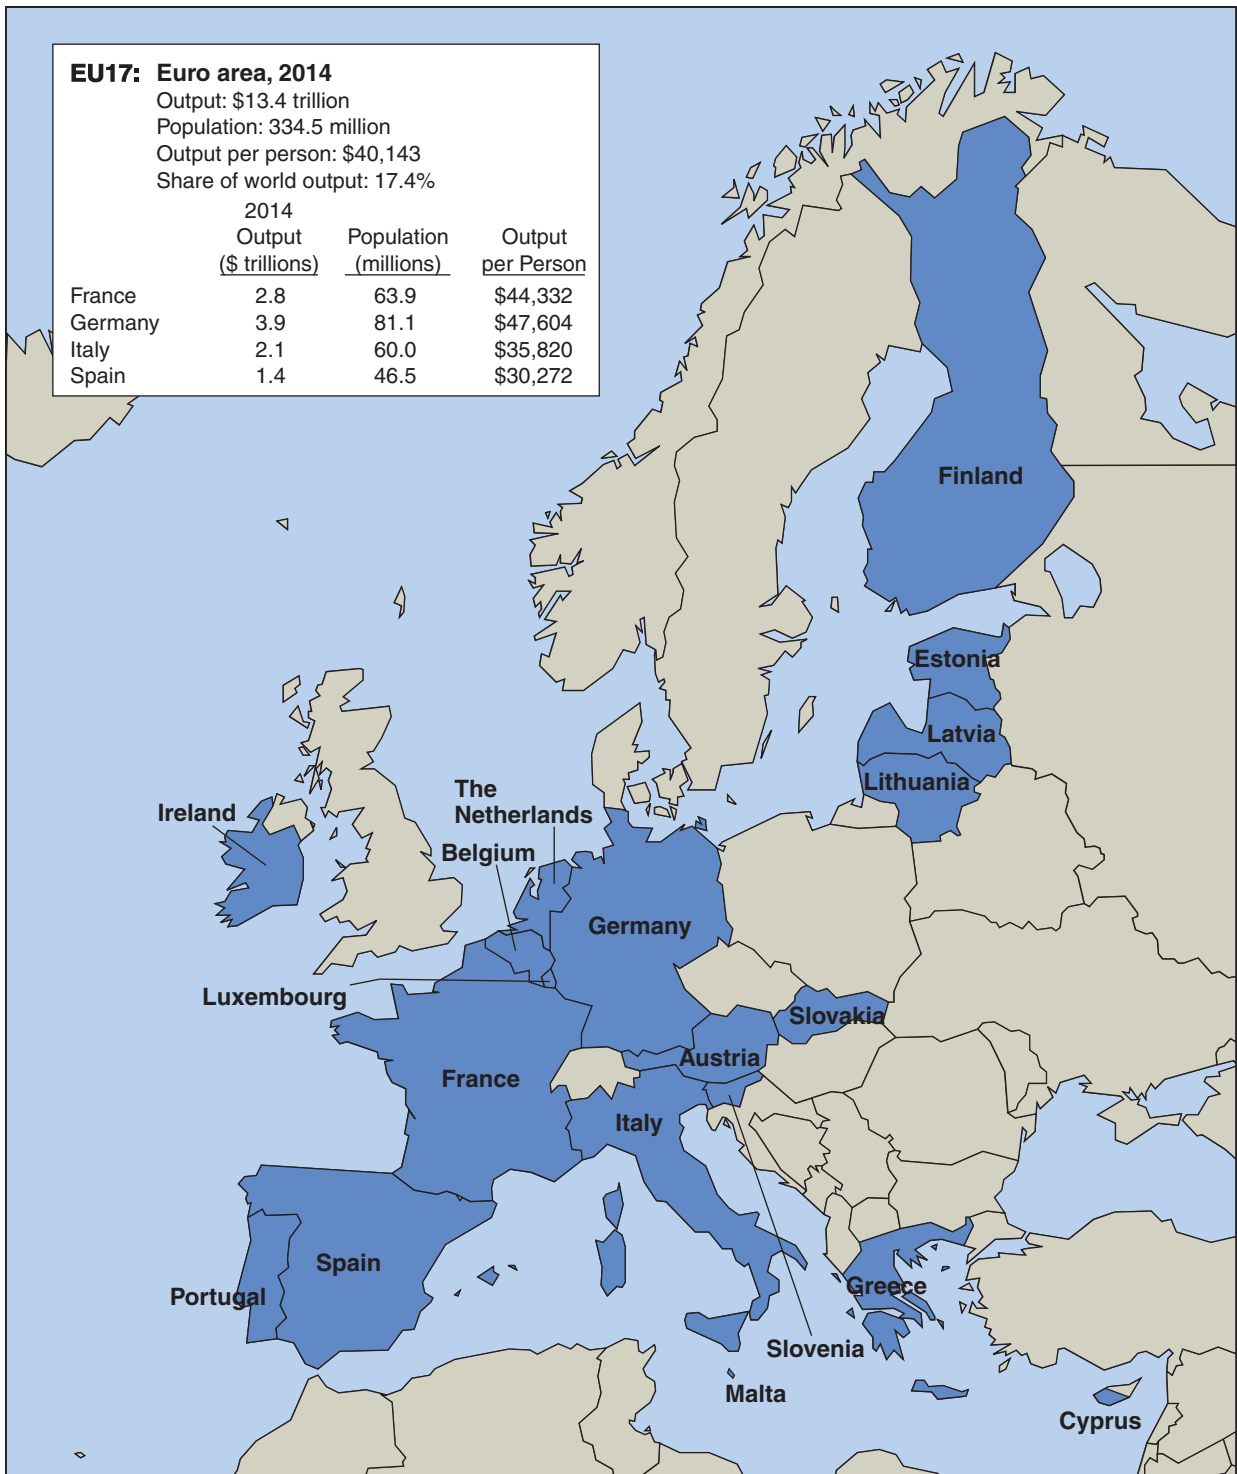 EU17: Euro area, 2014
Output: $13.4 trillion
Population: 334.5 million
Output per person: $40,143
Share of world output: 17.4%
2014
Output Population Output
($ trillions) (millions) per Person
France 2.8 63.9 $44,332
Germany 3.9 81.1 $47,604
Italy 2.1 60.0 $35,820
Spain 1.4 46.5 $30,272
Finland
Estonia
Latvia
Lithuania
The
Netherlands
Ireland
Belgium
Germany
Luxembourg
Slovakia
Austria
France
Italy
Spain
Portugal
Greece
Slovenia
Malta
Cyprus